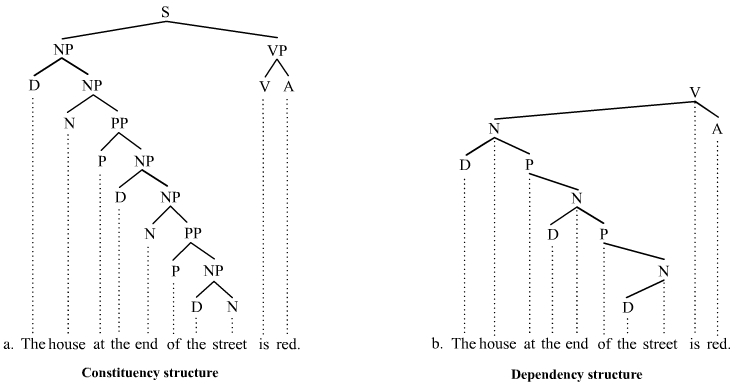 S
NP VP
D NP V A
N PP
P NP
D NP
N PP
P NP
D N
a. The house at the end of the street is red.
Constituency structure
V
N A
D P
N
D P
N
D
b. The house at the end of the street is red.
Dependency structure